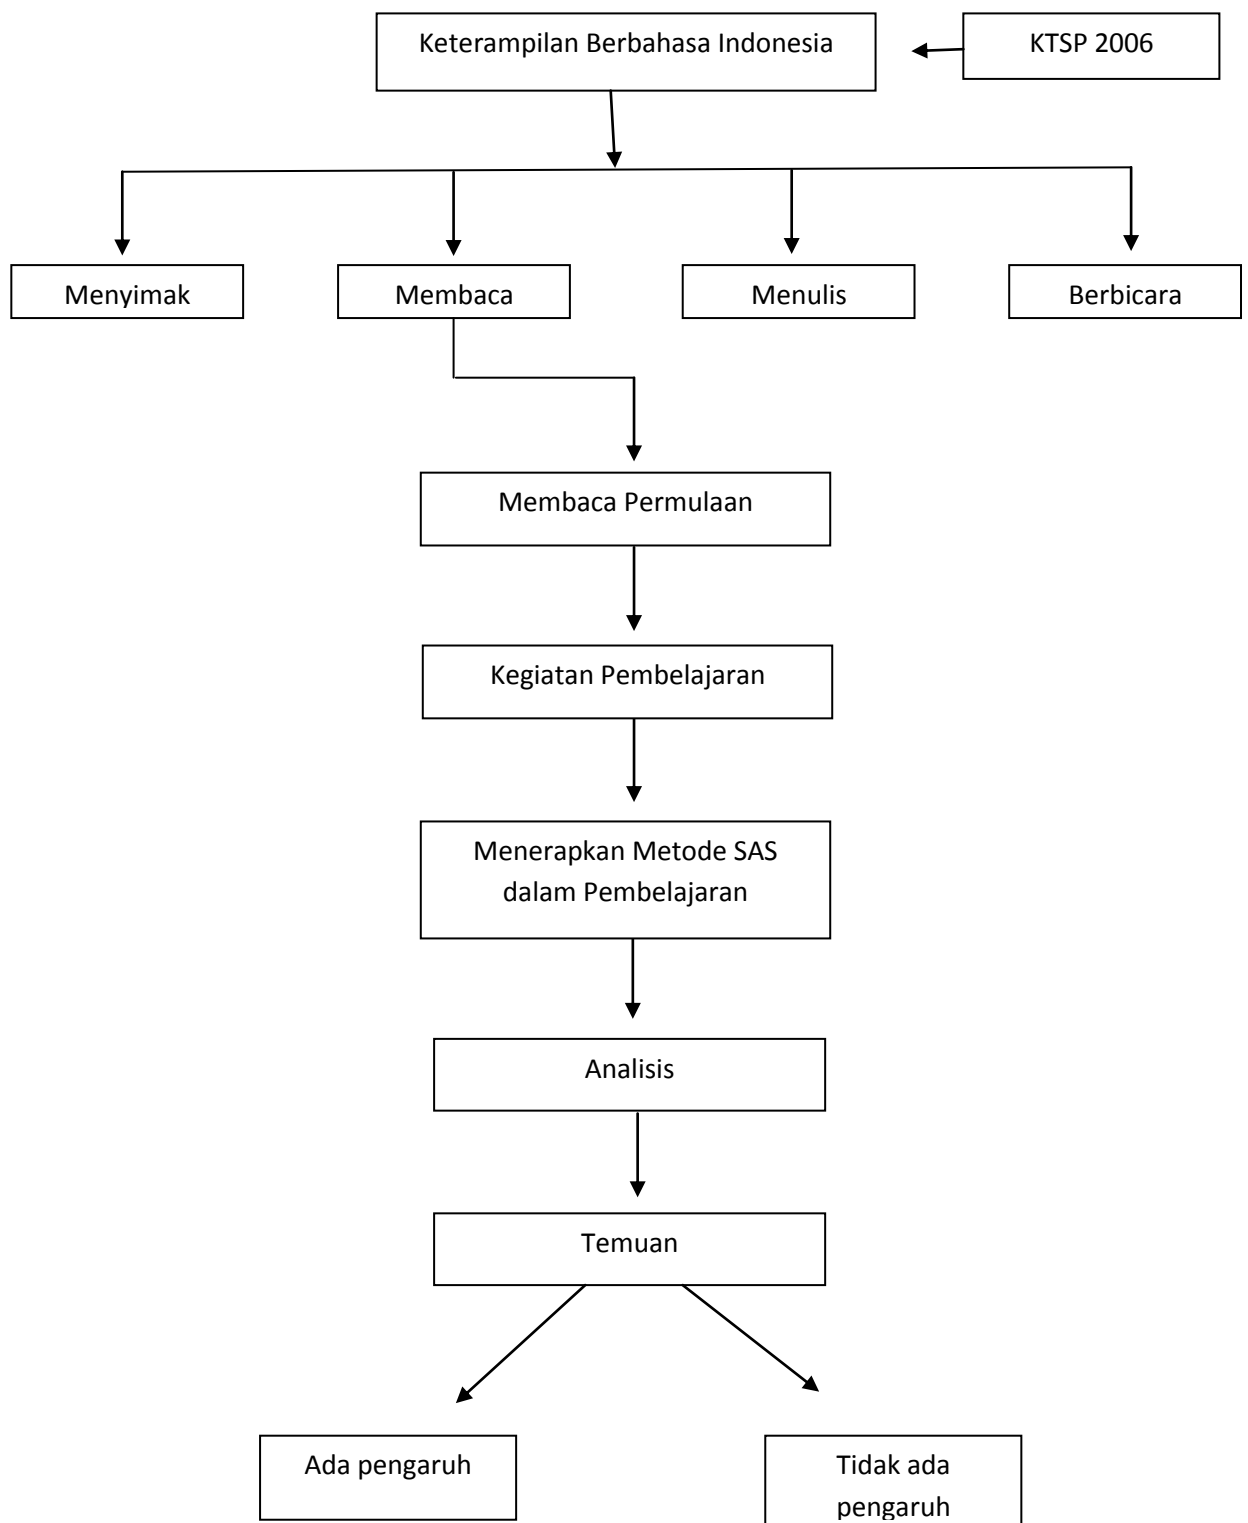 Keterampilan Berbahasa Indonesia
KTSP 2006
Menyimak
Membaca
Menulis
Berbicara
Membaca Permulaan
Kegiatan Pembelajaran
Menerapkan Metode SAS
dalam Pembelajaran
Analisis
Temuan
Ada pengaruh
Tidak ada
pengaruh